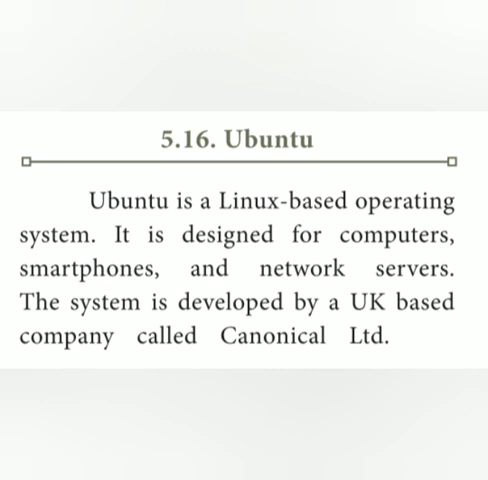 5.16. Ubuntu
Ubuntu is a Linux-based operating
system. It is designed for computers,
smartphones, and network servers.
The system is developed by a UK based
company called Canonical Ltd.